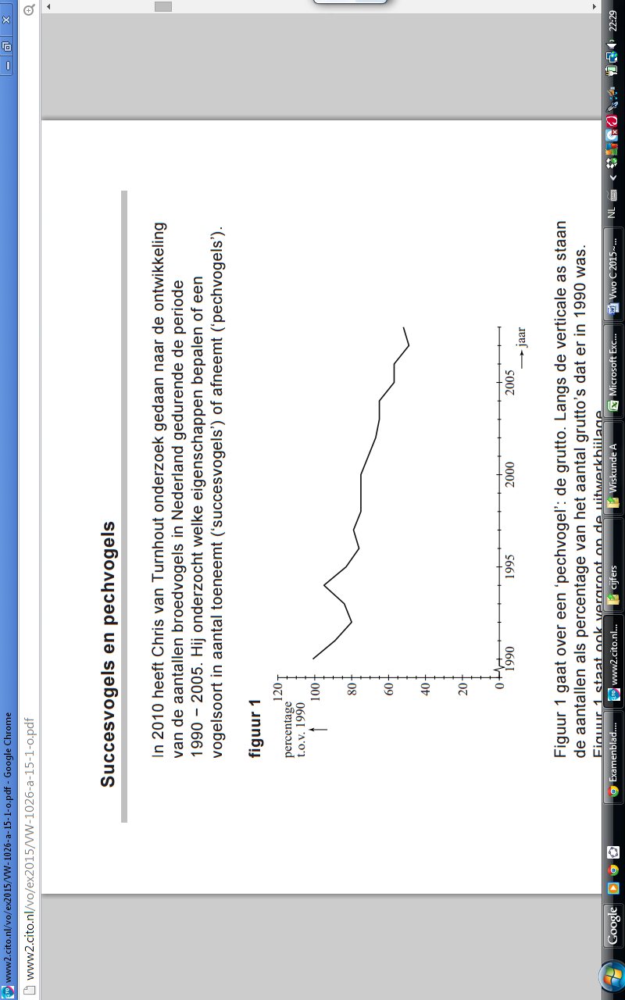 www2.cito.nl/vo/ex2015/VW-1026-a-15-1-o.pdf - Google Chrome
www2.cito.nl/vo/ex2015/VW-1026-a-15-1-o.pdf
Succesvogels en pechvogels
In 2010 heeft Chris van Turnhout onderzoek gedaan naar de ontwikkeling
van de aantallen broedvogels in Nederland gedurende de periode
1990 – 2005. Hij onderzocht welke eigenschappen bepalen of een
vogelsoort in aantal toeneemt (‘succesvogels’) of afneemt (‘pechvogels’).
figuur 1
percentage
t.o.v. 1990
120
100
80
60
40
20
0
1990 1995 2000 2005
jaar
Figuur 1 gaat over een ‘pechvogel’: de grutto. Langs de verticale as staan
de aantallen als percentage van het aantal grutto’s dat er in 1990 was.
Figuur 1 staat ook vergroot op de uitwerkbijlage.
Google
Examenblad....
www2.cito.nl...
cijfers
Wiskunde A
Microsoft Exc...
Vwo C 2015~...
NL
22:29